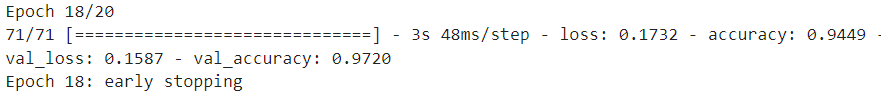 Epoch 18/20
71/71 [==============================] - 3s 48ms/step - loss: 0.1732 - accuracy: 0.9449 -
val_loss: 0.1587 - val_accuracy: 0.9720
Epoch 18: early stopping